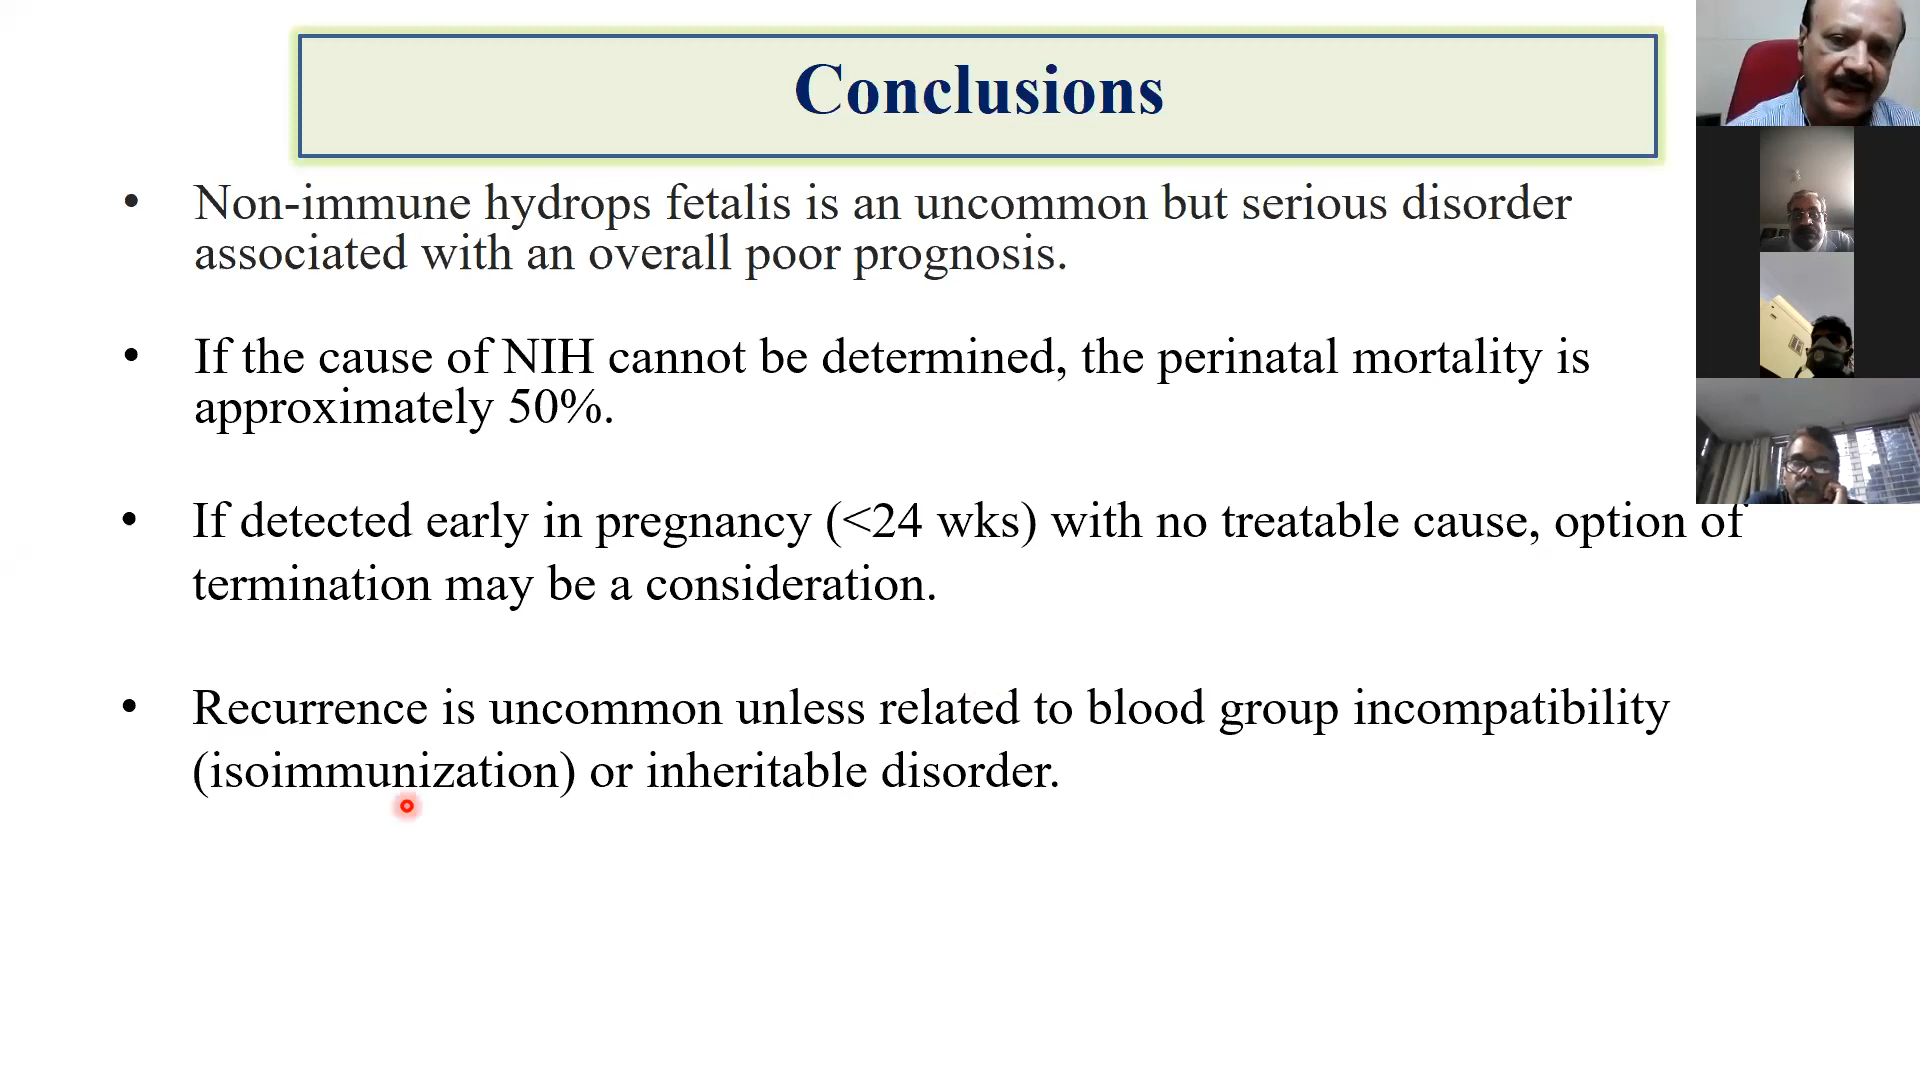 Conclusions
• Non-immune hydrops fetalis is an uncommon but serious disorder
associated with an overall poor prognosis.
• If the cause of NIH cannot be determined, the perinatal mortality is
approximately 50%.
• If detected early in pregnancy (<24 wks) with no treatable cause, option of
termination may be a consideration.
• Recurrence is uncommon unless related to blood group incompatibility
(isoimmunization) or inheritable disorder.